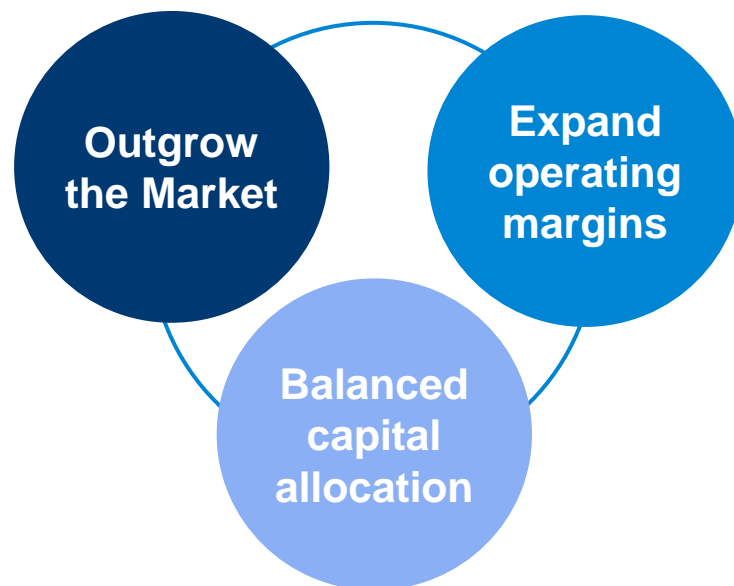 Outgrow
the Market
Expand
operating
margins
Balanced
capital
allocation